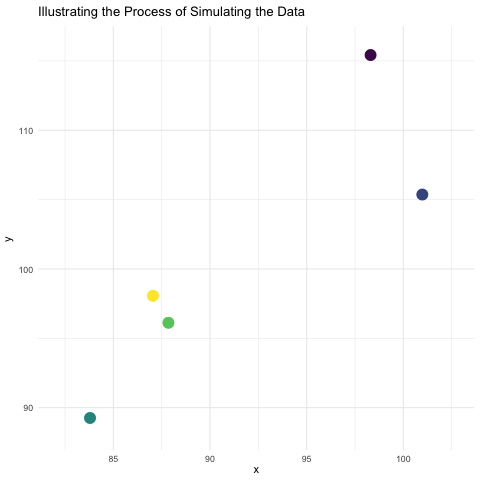 Illustrating the Process of Simulating the Data
y
110
100
90
85
90
95
100
x